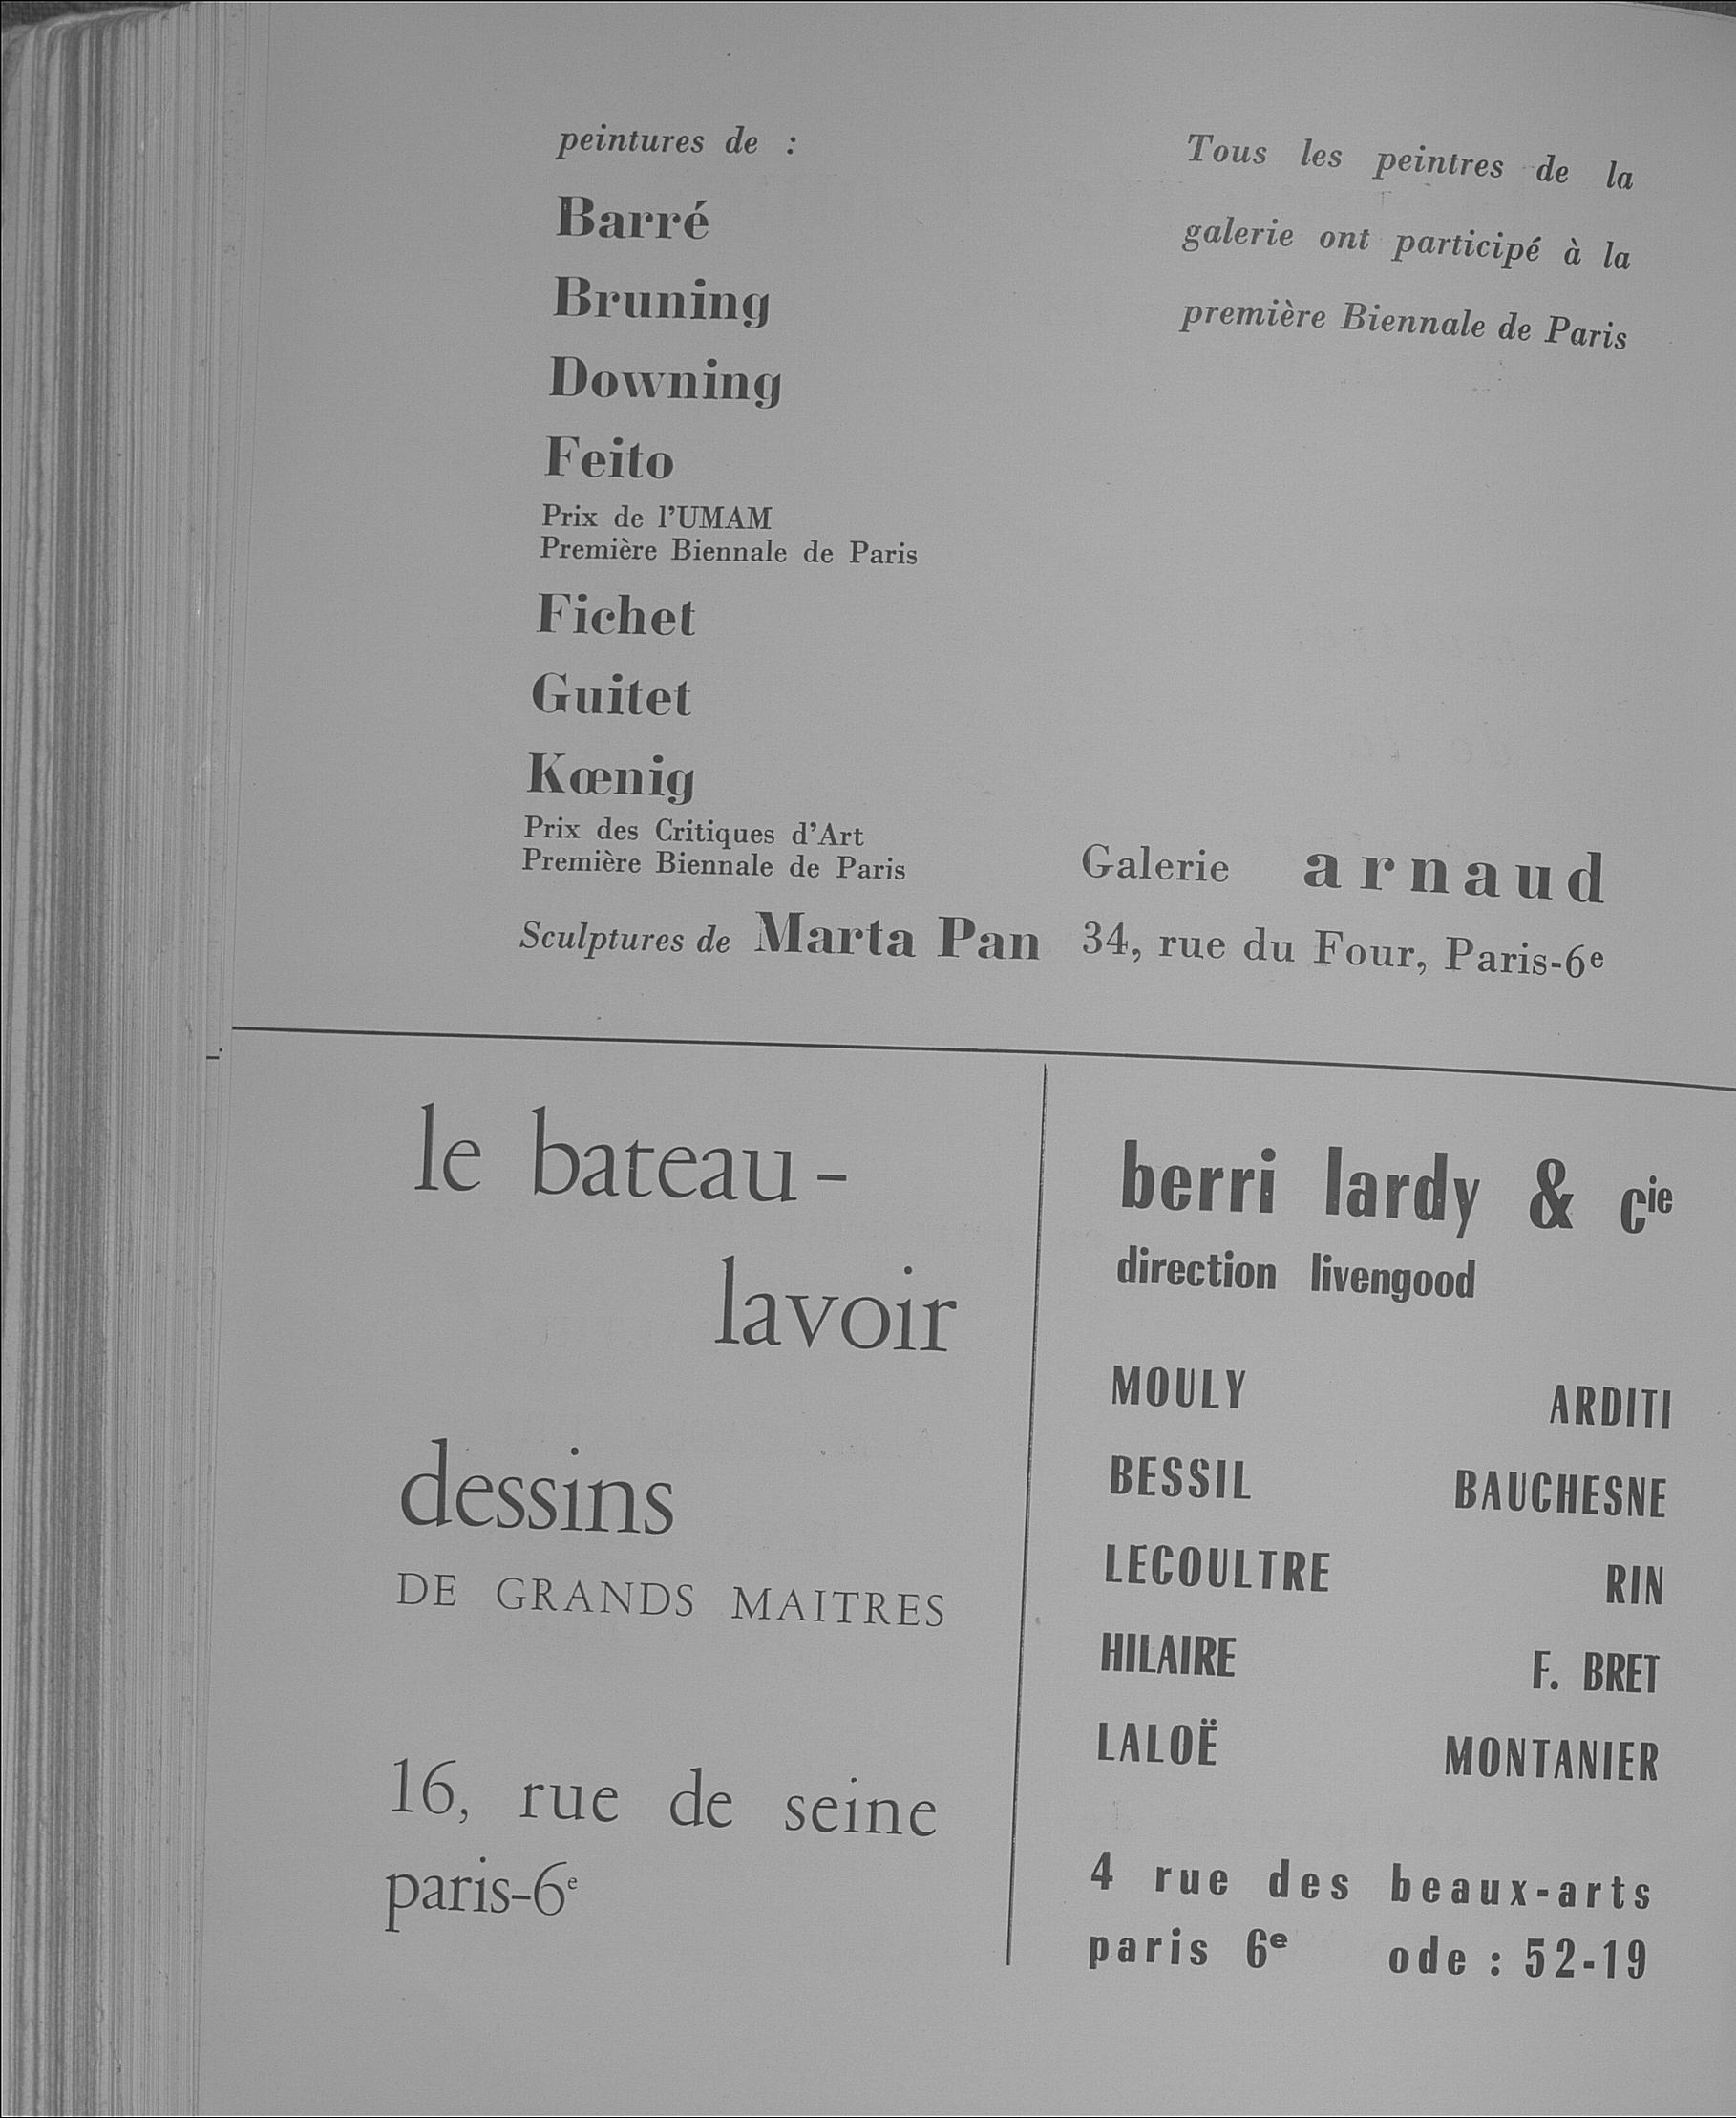 peintures de :
Barré
Bruning
Downing
Feito
Prix de l'UMAM
Première Biennale de Paris
Fichet
Guitet
Kœnig
Prix des Critiques d'Art
Première Biennale de Paris
Sculptures de Marta Pan
Tous les peintres de la
galerie ont participé à la
première Biennale de Paris
Galerie arnaud
34, rue du Four, Paris-6e
le bateau-
lavoir
dessins
DE GRANDS MAITRES
16, rue de seine
paris-6e
berri lardy & cie
direction livengood
MOULY ARDITI
BESSIL BAUCHESNE
LECOULTRE RIN
HILAIRE F. BRET
LALOË MONTANIER
4 rue des beaux-arts
paris 6e ode : 52-19